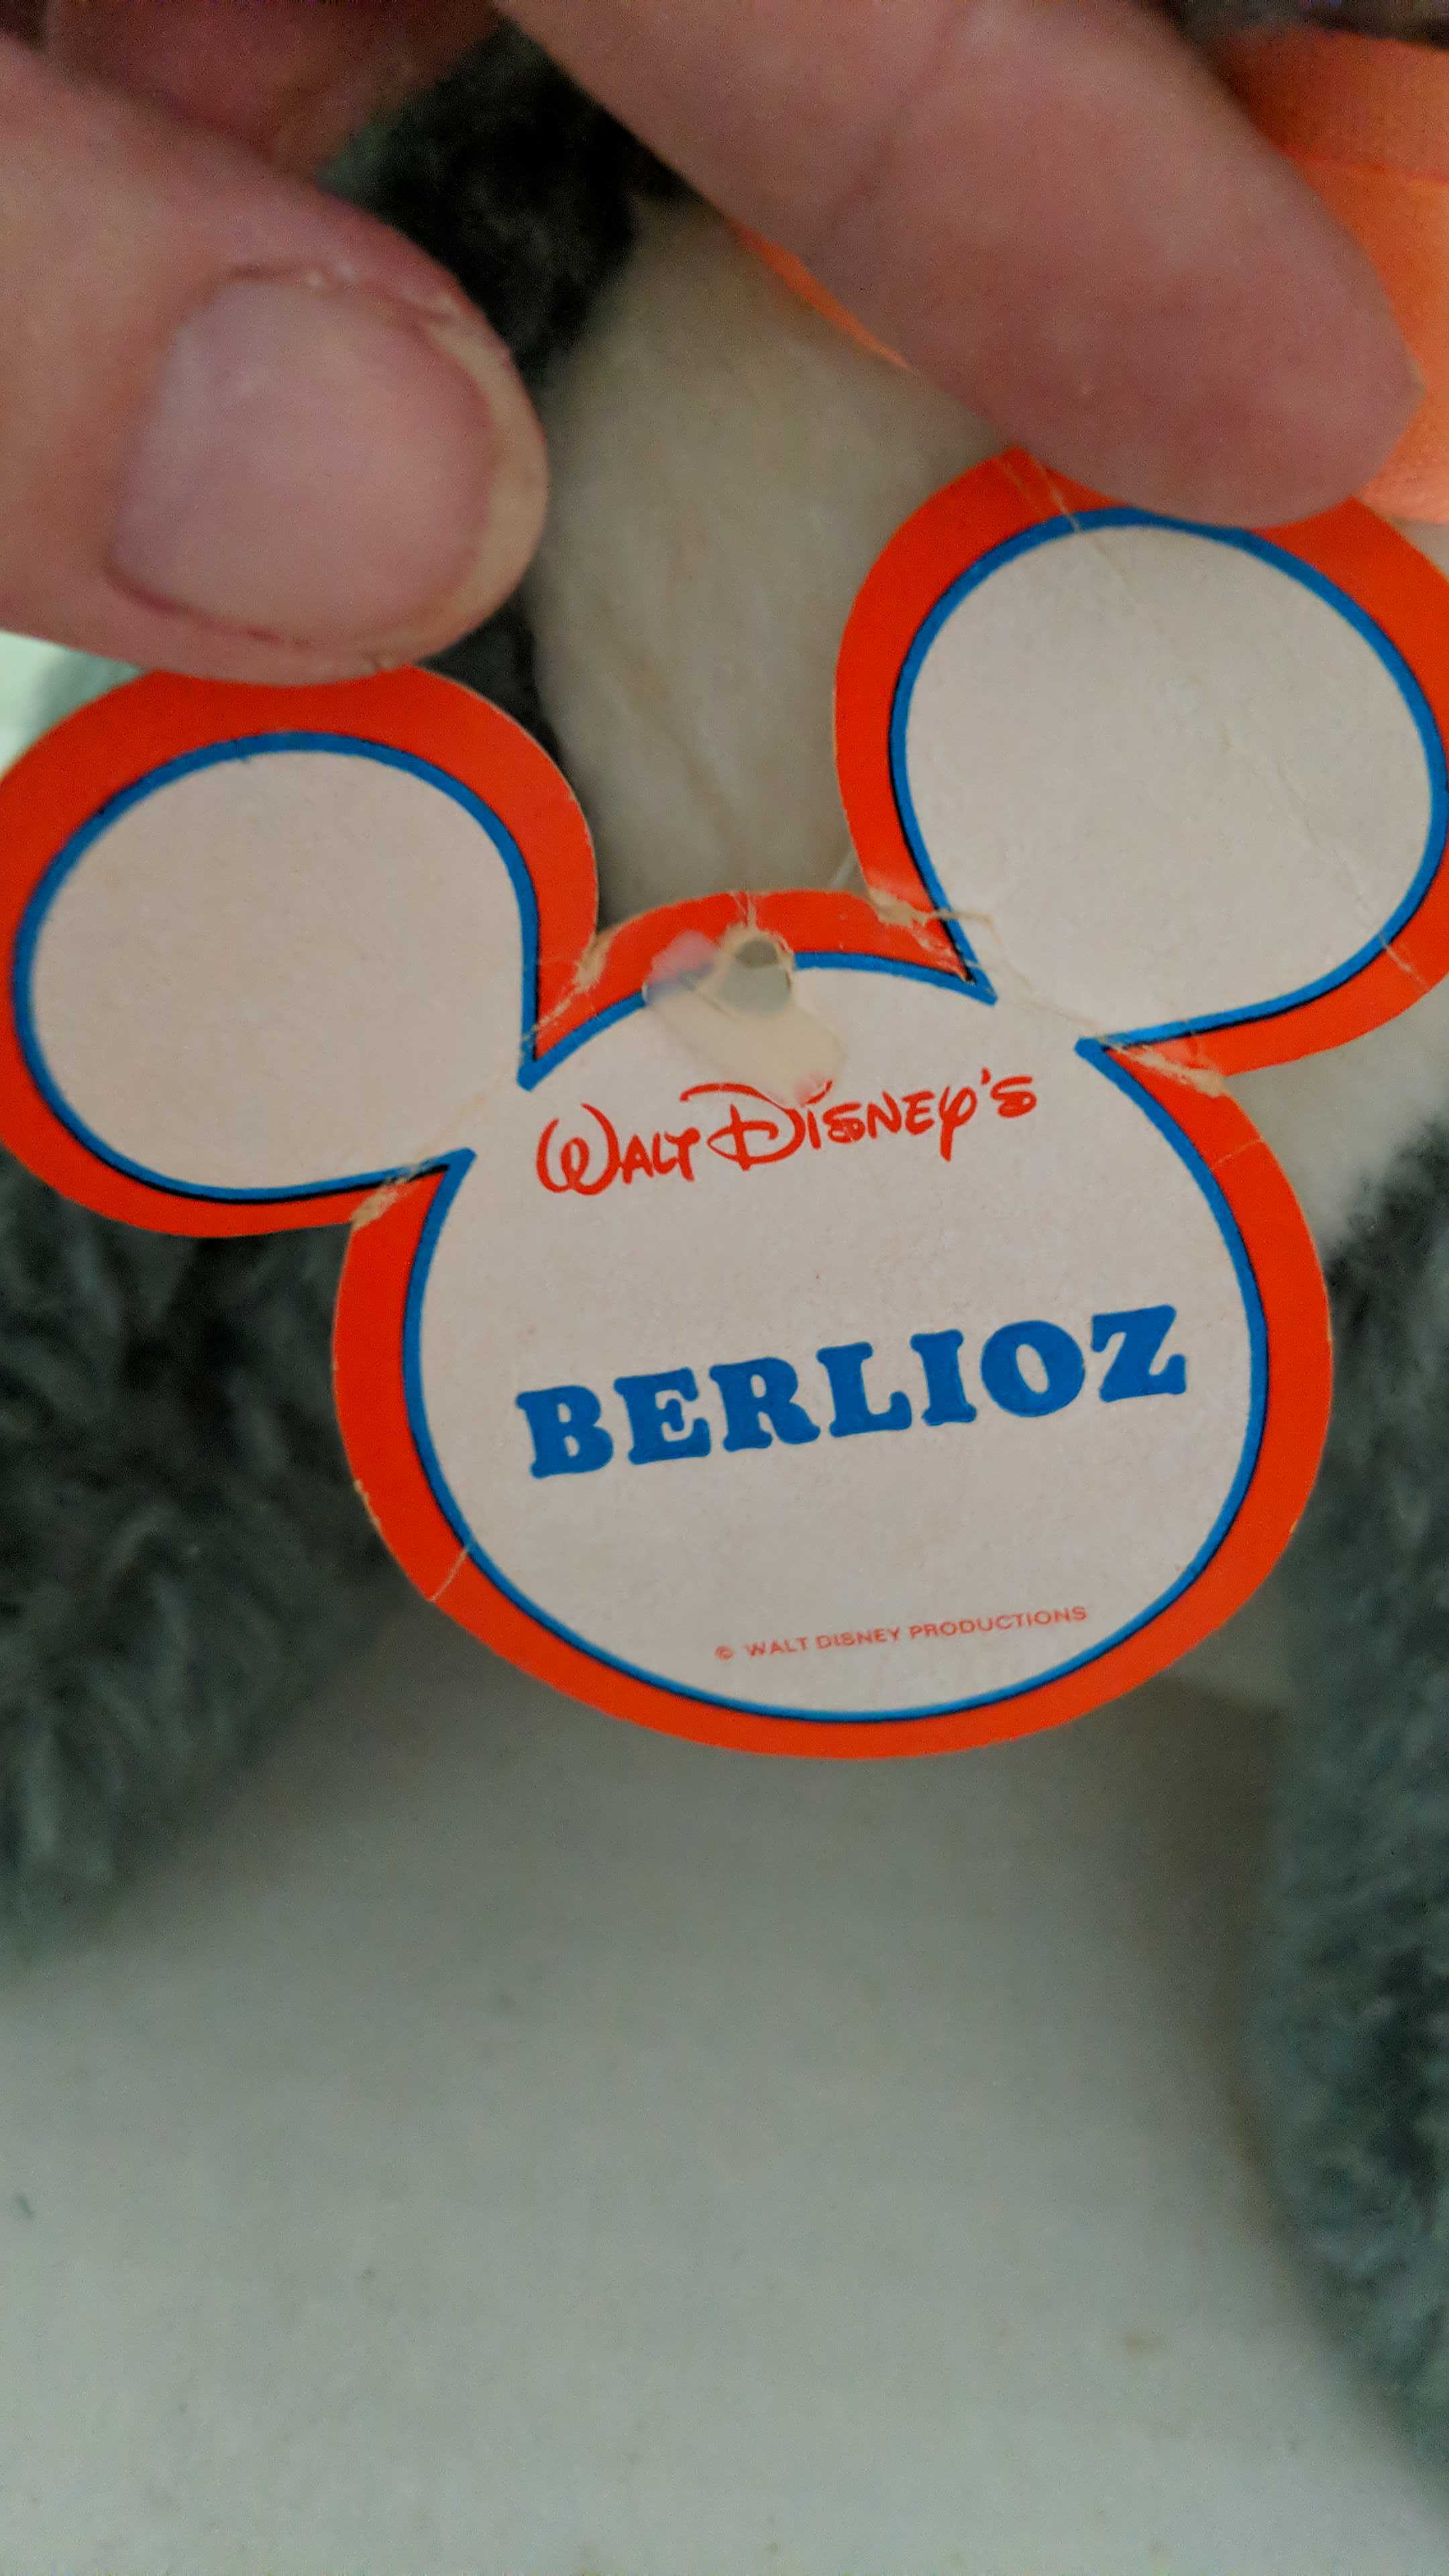 WALT DISNEY'S
BERLIOZ
© WALT DISNEY PRODUCTIONS